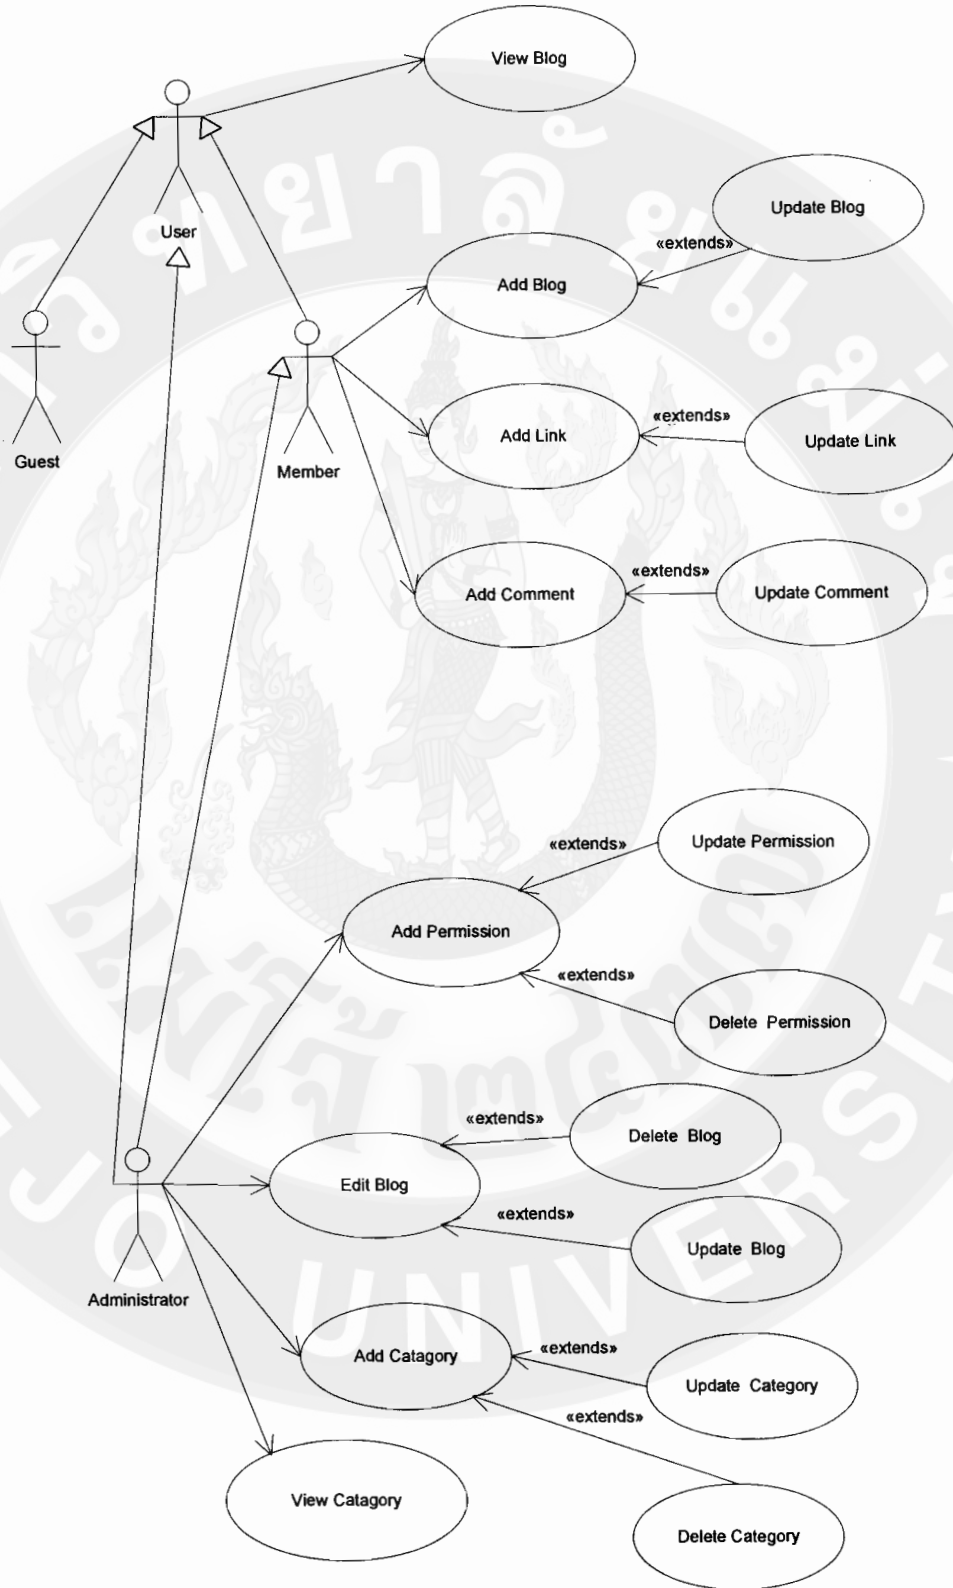 View Blog
User
Update Blog
«extends»
Add Blog
Guest
Member
Add Link
«extends»
Update Link
Add Comment
«extends»
Update Comment
Update Permission
«extends»
Add Permission
«extends»
Delete Permission
«extends»
Delete Blog
Edit Blog
«extends»
Update Blog
Administrator
Add Catagory
«extends»
Update Category
«extends»
View Catagory
Delete Category
UNIVERSITY